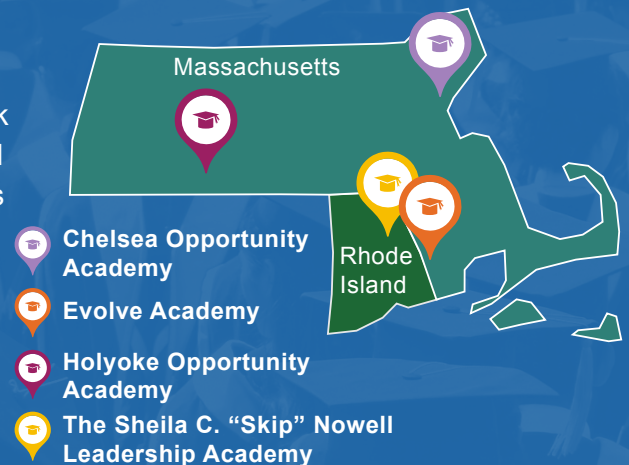 Massachusetts
Rhode
Island
Chelsea Opportunity
Academy
Evolve Academy
Holyoke Opportunity
Academy
The Sheila C. “Skip” Nowell
Leadership Academy